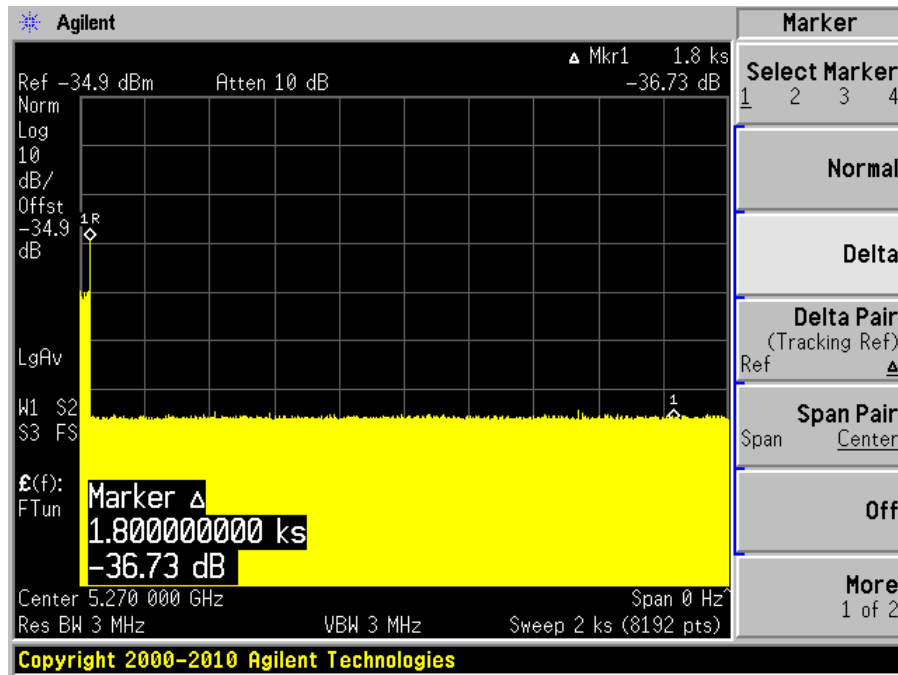 Agilent
Marker
Δ Mkr1 1.8 ks
Ref -34.9 dBm Atten 10 dB -36.73 dB
Norm
Log
10
dB/
Offst
-34.9
dB
1R
LgAv
1
W1 S2
S3 FS
£(f):
FTun
Marker Δ
1.800000000 ks
-36.73 dB
Center 5.270 000 GHz Span 0 Hz^
Res BW 3 MHz VBW 3 MHz Sweep 2 ks (8192 pts)
Copyright 2000-2010 Agilent Technologies
Select Marker
1 2 3 4
Normal
Delta
Delta Pair
(Tracking Ref)
Ref Δ
Span Pair
Span Center
Off
More
1 of 2